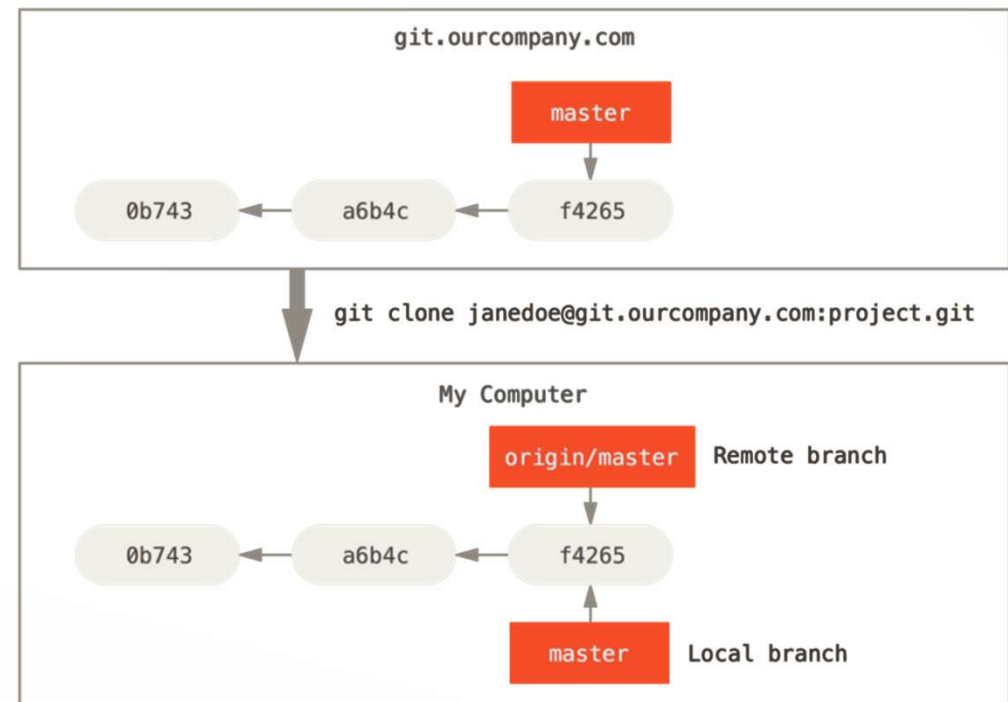 git.ourcompany.com
master
0b743 a6b4c f4265
git clone janedoe@git.ourcompany.com:project.git
My Computer
origin/master Remote branch
0b743 a6b4c f4265
master Local branch